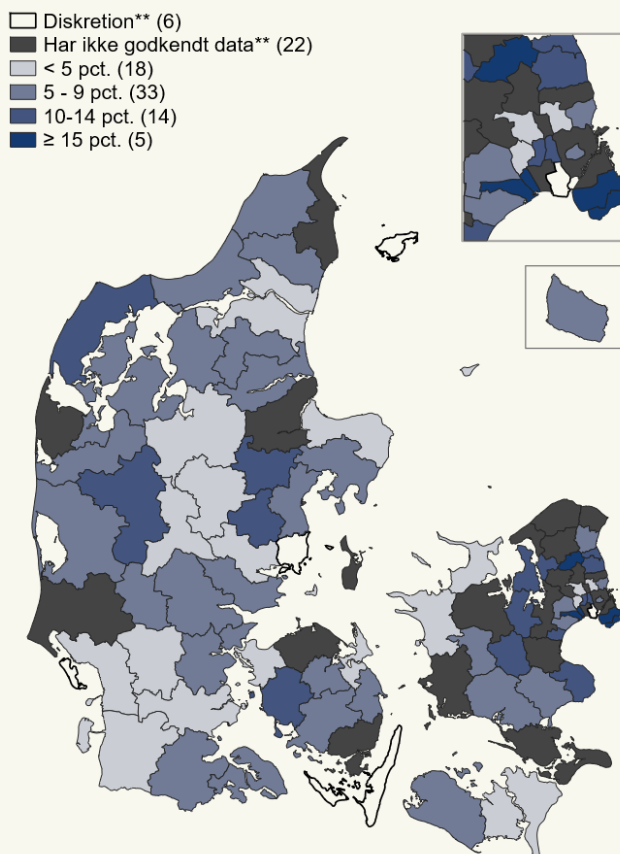 Diskretion** (6)
Har ikke godkendt data** (22)
< 5 pct. (18)
5 - 9 pct. (33)
10-14 pct. (14)
≥ 15 pct. (5)